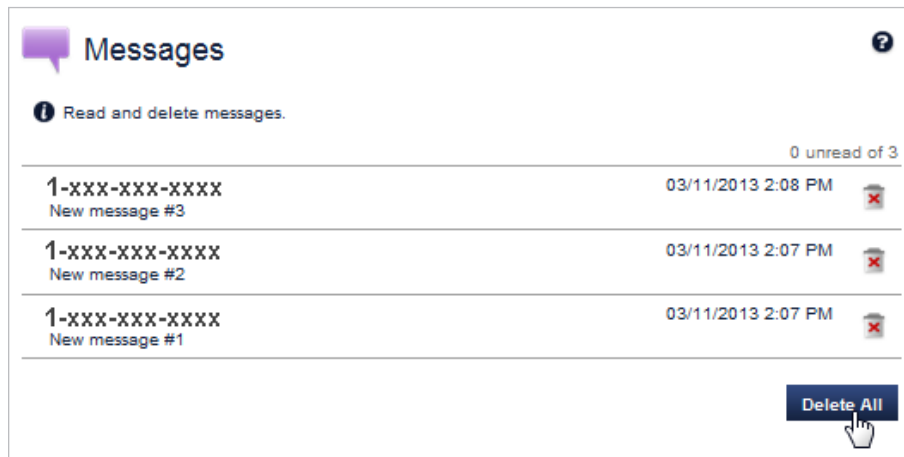 Messages
?
i Read and delete messages.
0 unread of 3
1-xxx-xxx-xxxx 03/11/2013 2:08 PM
New message #3
1-xxx-xxx-xxxx 03/11/2013 2:07 PM
New message #2
1-xxx-xxx-xxxx 03/11/2013 2:07 PM
New message #1
Delete All